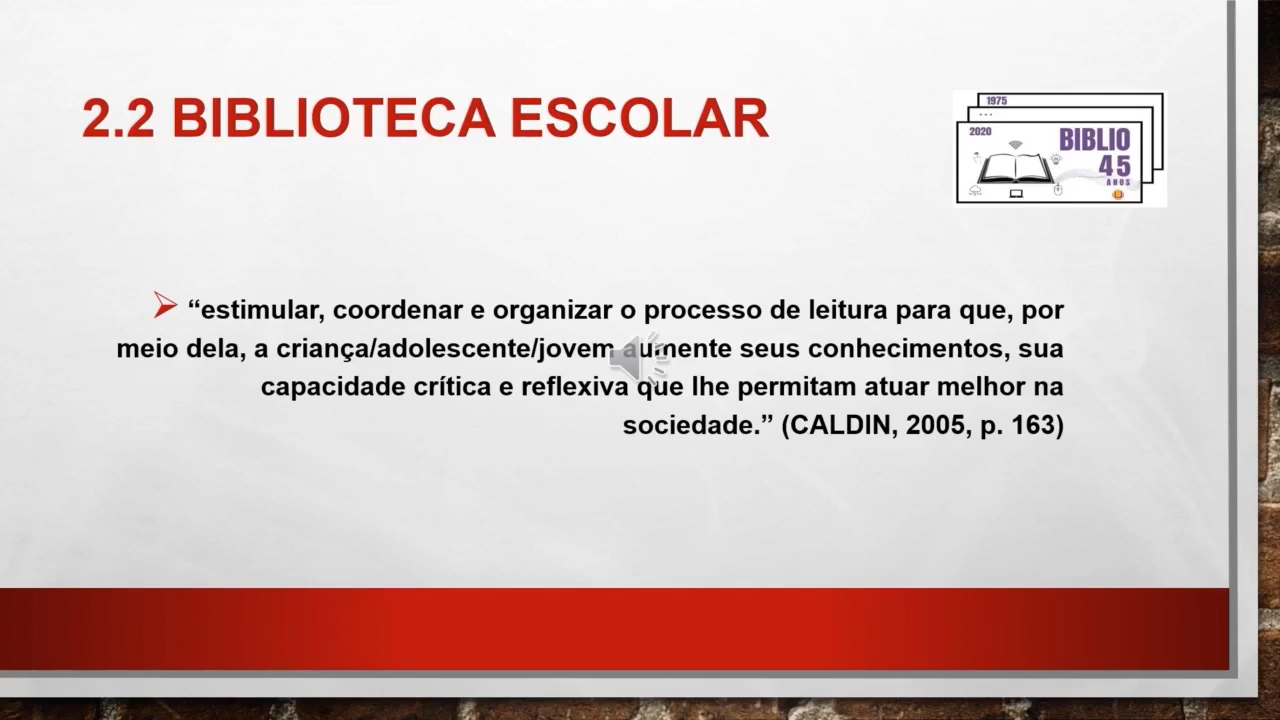 2.2 BIBLIOTECA ESCOLAR
1975
...
2020
BIBLIO
45
ANOS
“estimular, coordenar e organizar o processo de leitura para que, por
meio dela, a criança/adolescente/jovem aumente seus conhecimentos, sua
capacidade crítica e reflexiva que lhe permitam atuar melhor na
sociedade.” (CALDIN, 2005, p. 163)